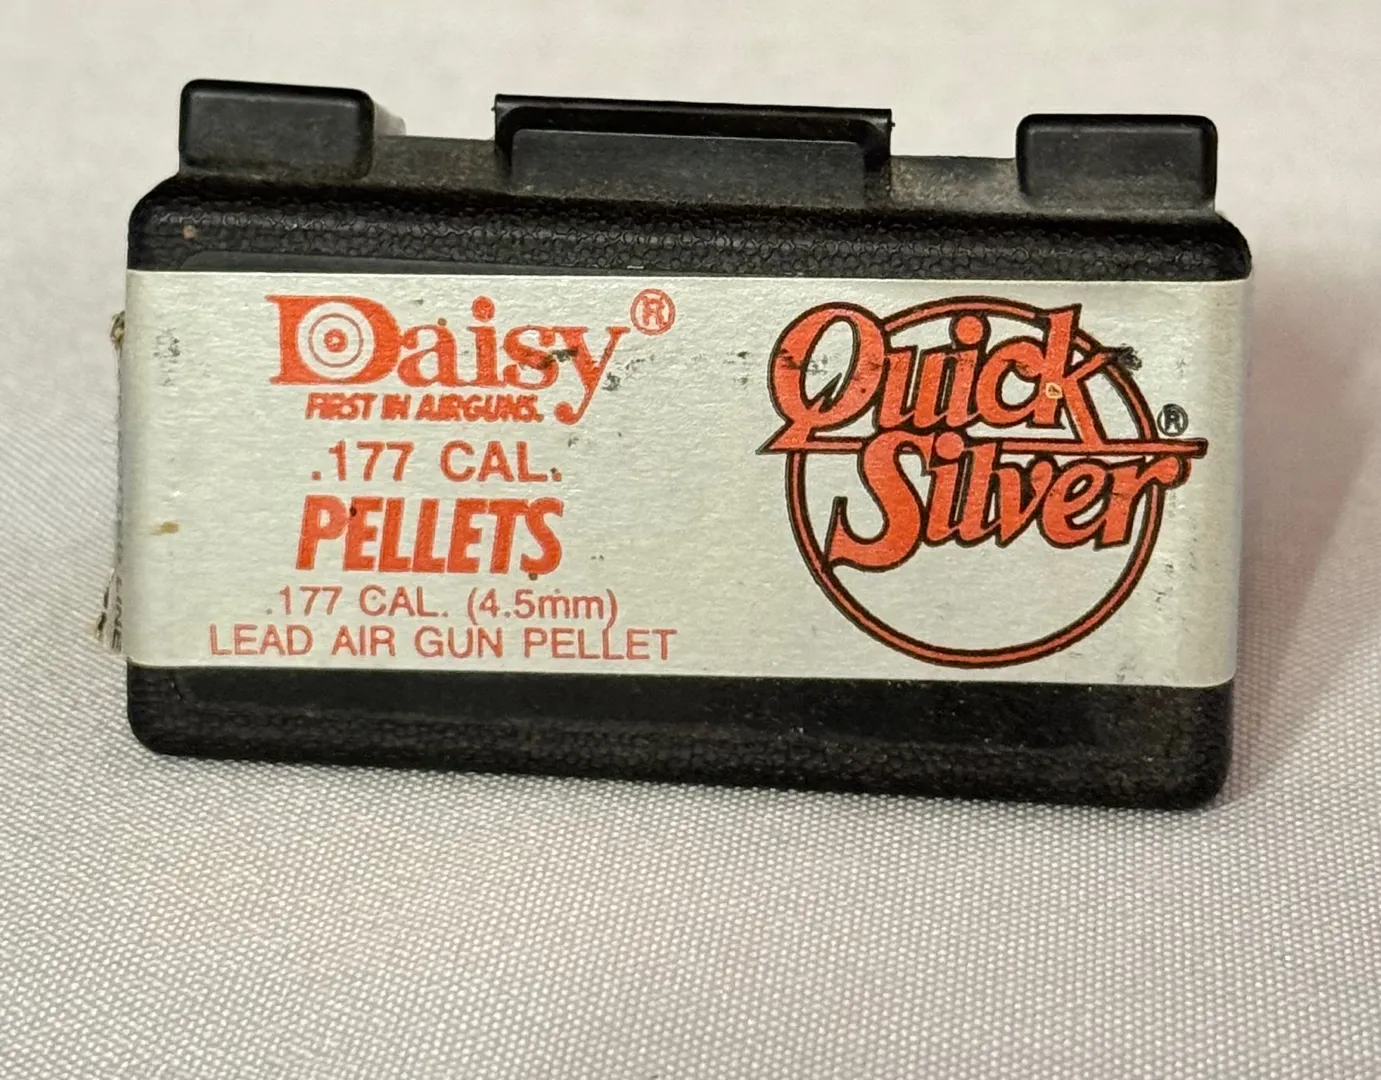 Daisy®
FIRST IN AIRGUNS.
.177 CAL.
PELLETS
.177 CAL. (4.5mm)
LEAD AIR GUN PELLET
Quick
Silver®